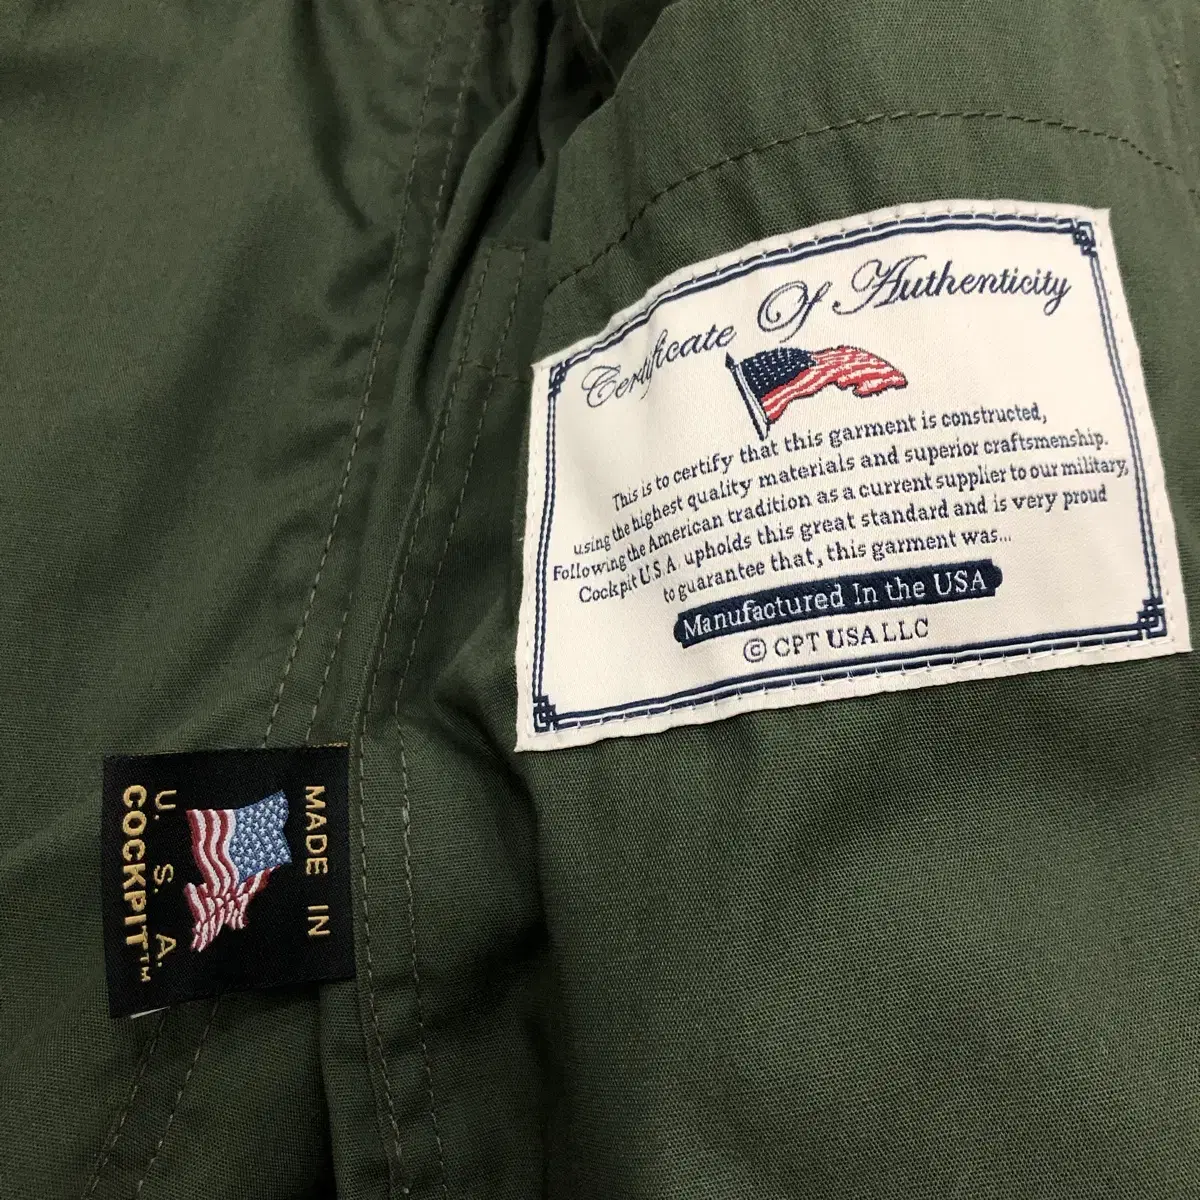 Certificate Of Authenticity
This is to certify that this garment is constructed,
using the highest quality materials and superior craftsmenship.
Following the American tradition as a current supplier to our military,
Cockpit U.S.A. upholds this great standard and is very proud
to guarantee that, this garment was...
Manufactured In the USA
© CPT USA LLC
MADE IN
U. S. A.
COCKPIT™